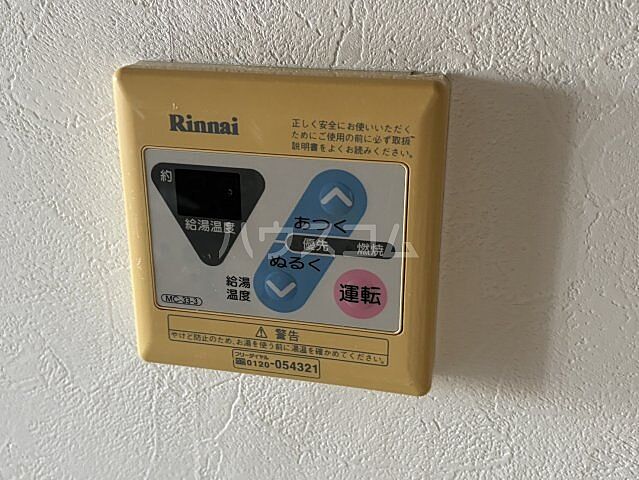 Rinnai
正しく安全にお使いいただく
ためにご使用の前に必ず取扱
説明書をよくお読みください。
約
給湯温度
あつく
優先 燃焼
ぬるく
給湯
温度
運転
MC-33-3
ハウスコム
警告
やけど防止のため、お湯を使う前に湯温を確かめてください。
フリーダイヤル
0120-054321